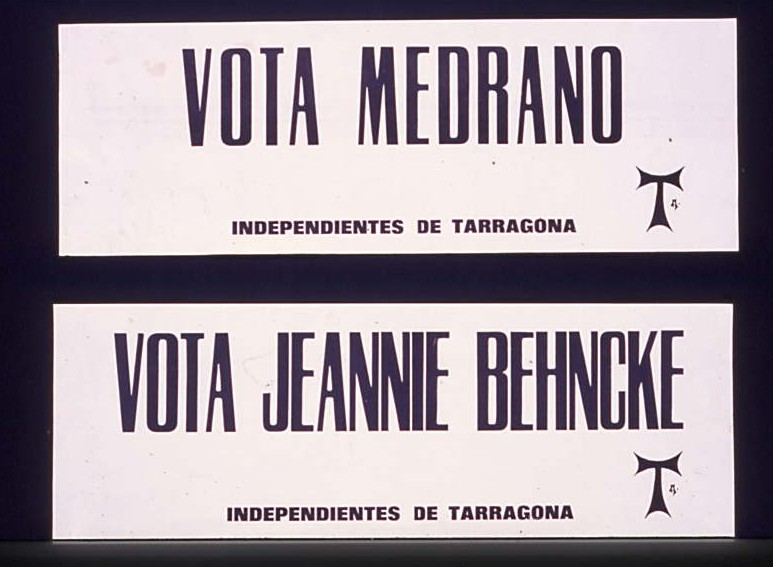 VOTA MEDRANO
INDEPENDIENTES DE TARRAGONA
VOTA JEANNIE BEHNCKE
INDEPENDIENTES DE TARRAGONA